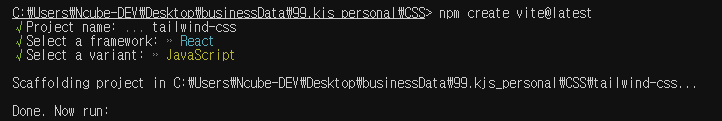 C:₩Users₩Ncube-DEV₩Desktop₩businessData₩99.kjs_personal₩CSS> npm create vite@latest
√ Project name: ... tailwind-css
√ Select a framework: » React
√ Select a variant: » JavaScript
Scaffolding project in C:₩Users₩Ncube-DEV₩Desktop₩businessData₩99.kjs_personal₩CSS₩tailwind-css...
Done. Now run: